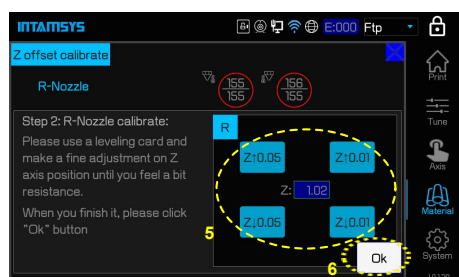 INTAMSYS E:000 Ftp
Z offset calibrate
Print
R-Nozzle 155 155 156 155
Step 2: R-Nozzle calibrate:
R
Tune
Please use a leveling card and
make a fine adjustment on Z
axis position until you feel a bit
resistance.
When you finish it, please click
"Ok" button
Z↑0.05 Z↑0.01
Axis
Z: 1.02
Material
5 Z↓0.05 Z↓0.01
6 Ok
System